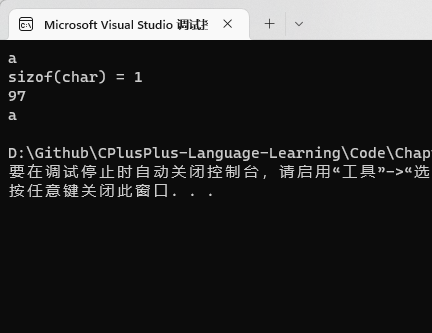 Microsoft Visual Studio 调试
a
sizof(char) = 1
97
a
D:\Github\CPlusPlus-Language-Learning\Code\Chap
要在调试停止时自动关闭控制台，请启用“工具”->“选
按任意键关闭此窗口. . .